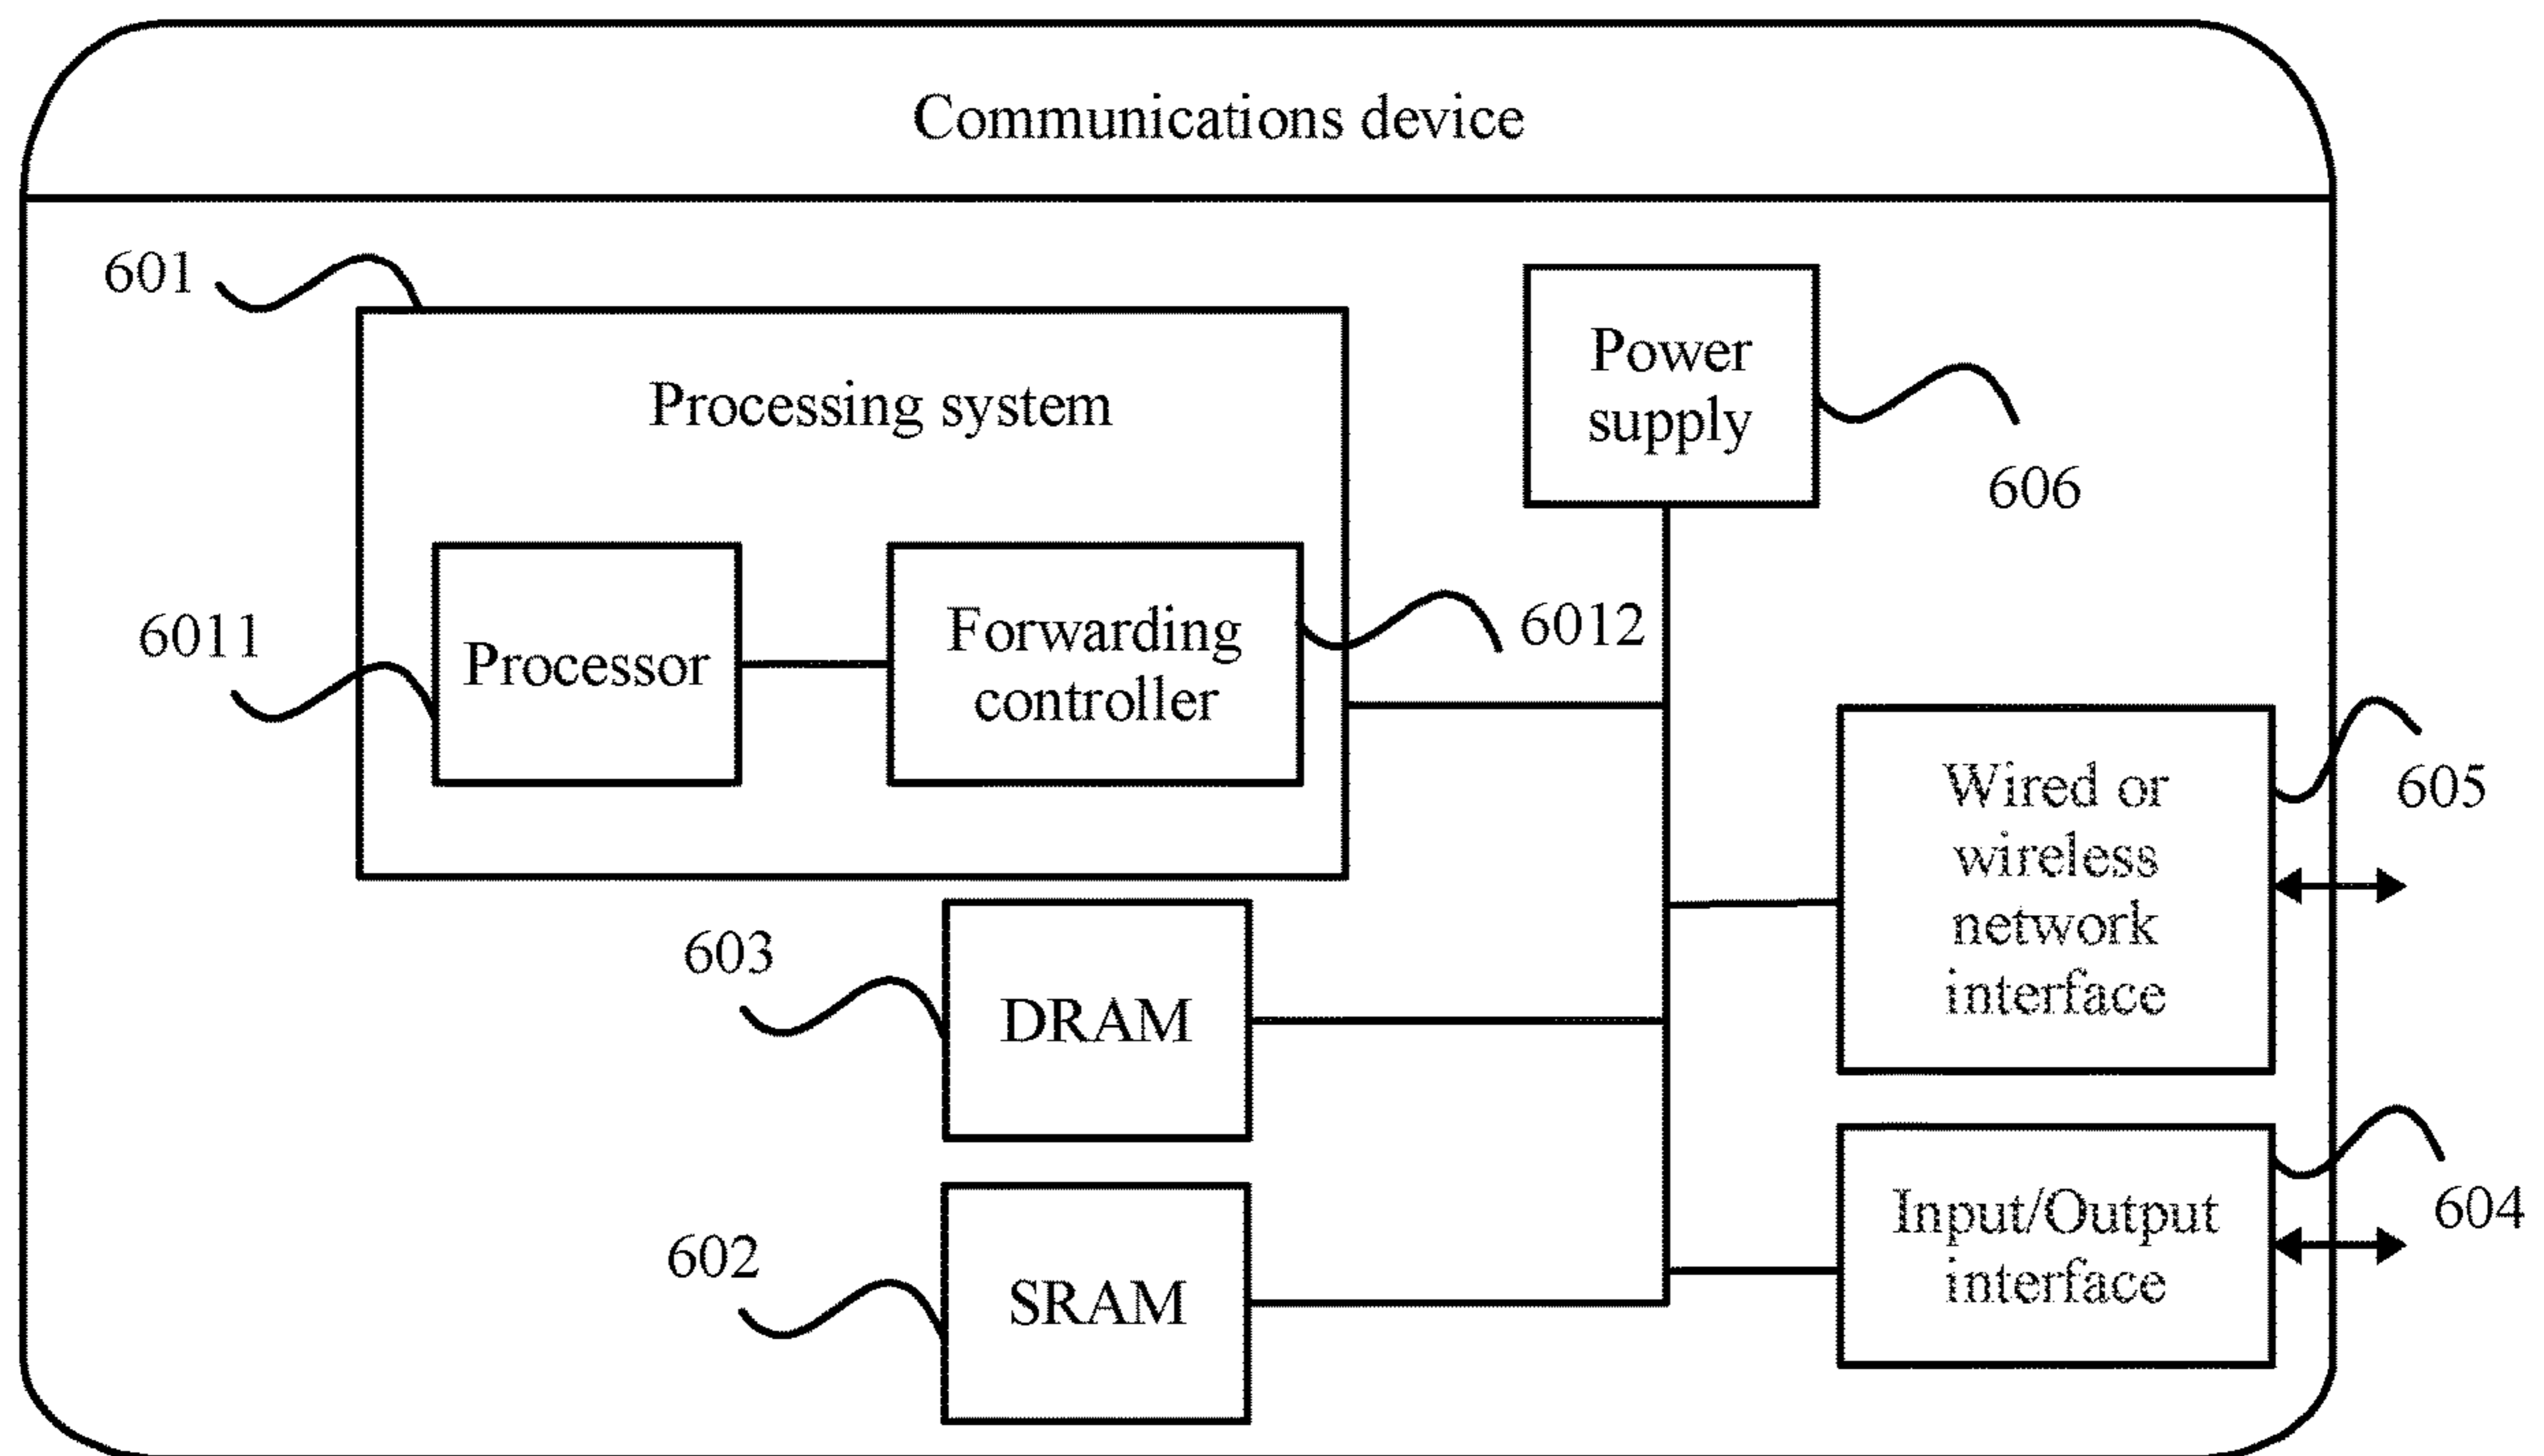 Communications device
601
Processing system
Power
supply
606
6011
Processor
Forwarding
controller
6012
Wired or
wireless
network
interface
605
603
DRAM
Input/Output
interface
604
602
SRAM